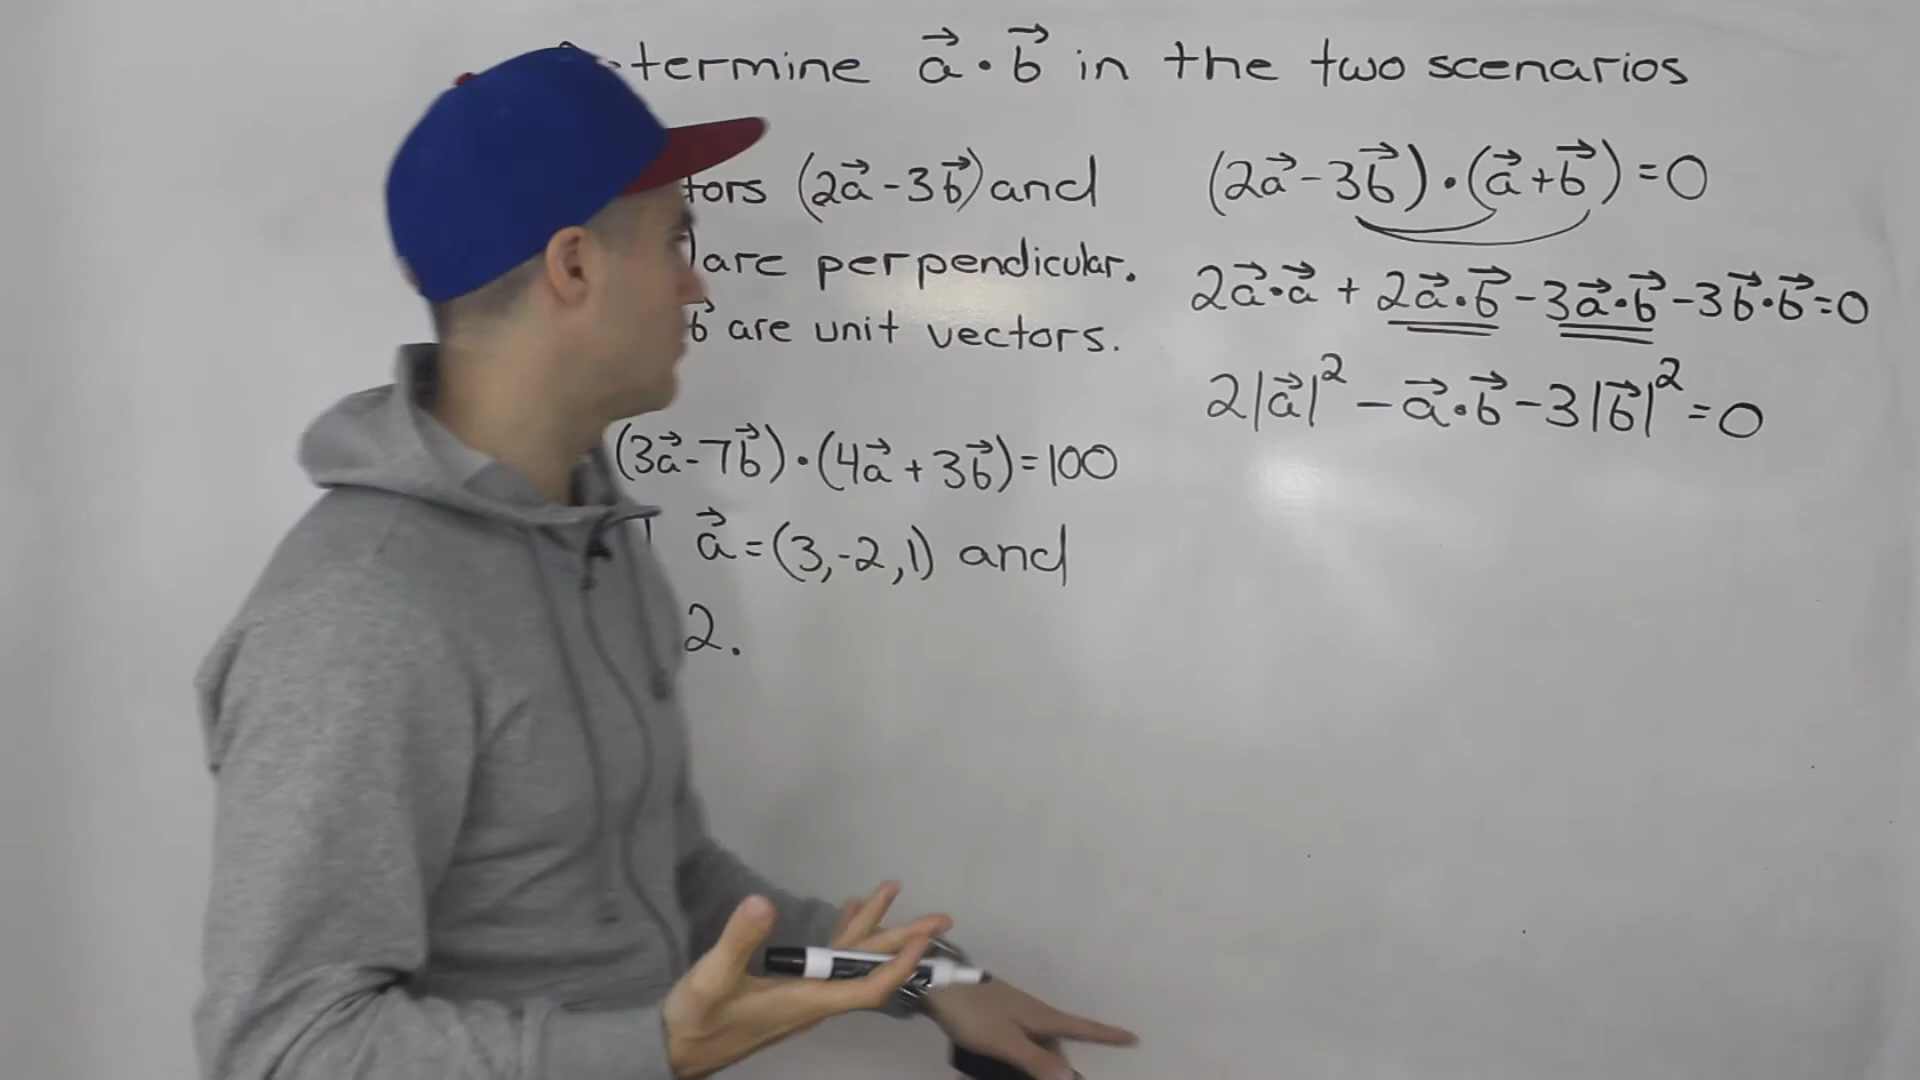 termine a⃗ · b⃗ in the two scenarios
tors (2a⃗ - 3b⃗) and
) are perpendicular.
b⃗ are unit vectors.
(3a⃗ - 7b⃗) · (4a⃗ + 3b⃗) = 100
a⃗ = (3, -2, 1) and
2.
(2a⃗ - 3b⃗) · (a⃗ + b⃗) = 0
2a⃗ · a⃗ + 2a⃗ · b⃗ - 3a⃗ · b⃗ - 3b⃗ · b⃗ = 0
2|a⃗|² - a⃗ · b⃗ - 3|b⃗|² = 0